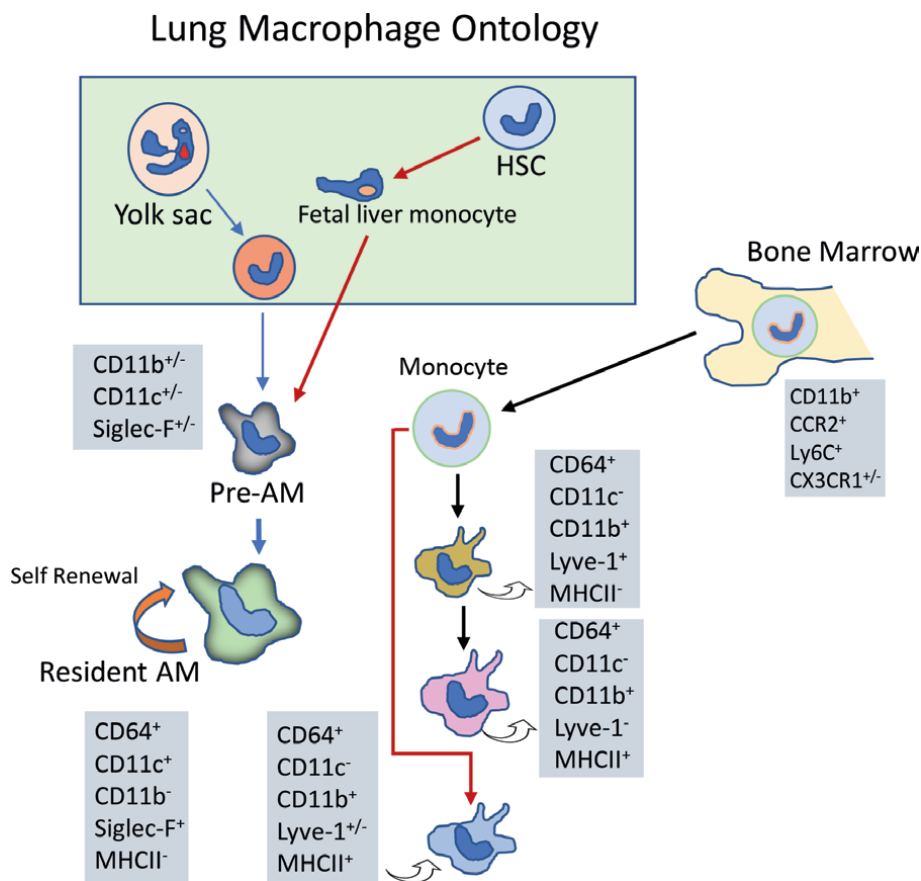 Lung Macrophage Ontology
HSC
Yolk sac
Fetal liver monocyte
Bone Marrow
CD11b⁺/⁻
CD11c⁺/⁻
Siglec-F⁺/⁻
Monocyte
CD11b⁺
CCR2⁺
Ly6C⁺
CX3CR1⁺/⁻
Pre-AM
CD64⁺
CD11c⁻
CD11b⁺
Lyve-1⁺
MHCII⁻
Self Renewal
Resident AM
CD64⁺
CD11c⁻
CD11b⁺
Lyve-1⁻
MHCII⁺
CD64⁺
CD11c⁺
CD11b⁻
Siglec-F⁺
MHCII⁻
CD64⁺
CD11c⁻
CD11b⁺
Lyve-1⁺/⁻
MHCII⁺